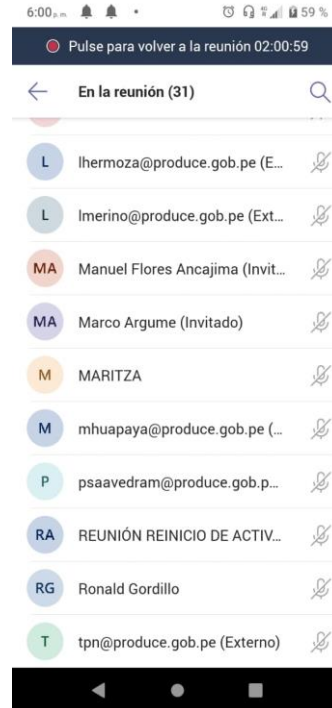 6:00 p. m. 59 %
Pulse para volver a la reunión 02:00:59
En la reunión (31)
L lhermoza@produce.gob.pe (E...
L lmerino@produce.gob.pe (Ext...
MA Manuel Flores Ancajima (Invit...
MA Marco Argume (Invitado)
M MARITZA
M mhuapaya@produce.gob.pe (...
P psaavedram@produce.gob.p...
RA REUNIÓN REINICIO DE ACTIV...
RG Ronald Gordillo
T tpn@produce.gob.pe (Externo)